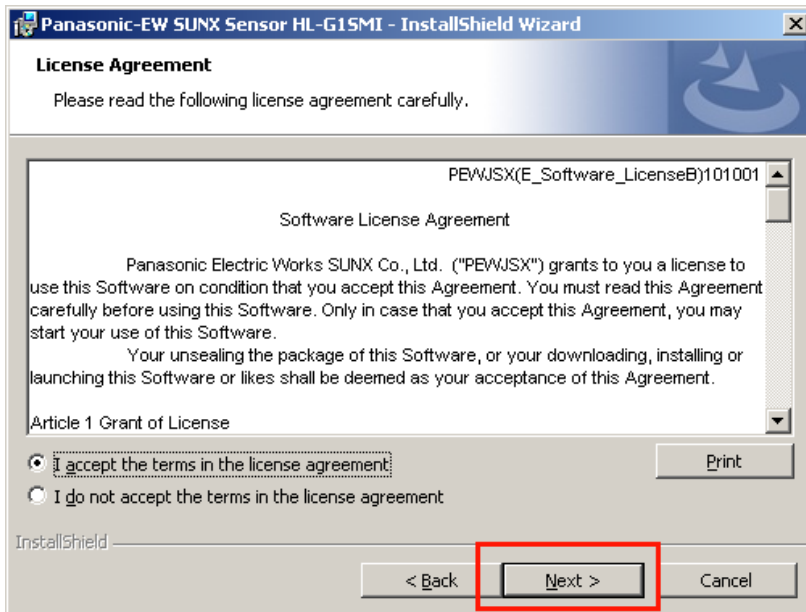 Panasonic-EW SUNX Sensor HL-G1SMI - InstallShield Wizard
License Agreement
Please read the following license agreement carefully.
PEWJSX(E_Software_LicenseB)101001
Software License Agreement
Panasonic Electric Works SUNX Co., Ltd. ("PEWJSX") grants to you a license to
use this Software on condition that you accept this Agreement. You must read this Agreement
carefully before using this Software. Only in case that you accept this Agreement, you may
start your use of this Software.
Your unsealing the package of this Software, or your downloading, installing or
launching this Software or likes shall be deemed as your acceptance of this Agreement.
Article 1 Grant of License
I accept the terms in the license agreement
Print
I do not accept the terms in the license agreement
InstallShield
< Back
Next >
Cancel